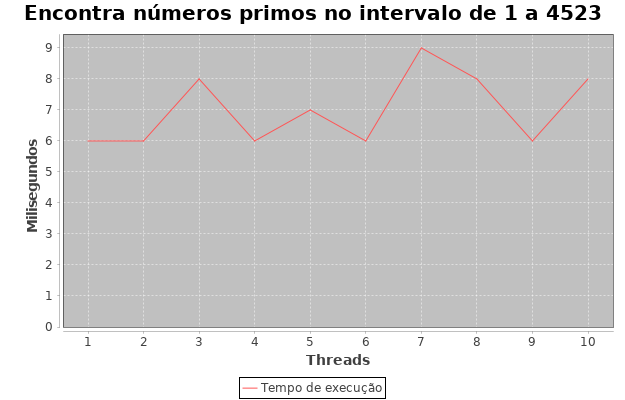 Encontra números primos no intervalo de 1 a 4523
9
8
7
6
5
4
3
2
1
0
Milisegundos
1 2 3 4 5 6 7 8 9 10
Threads
Tempo de execução